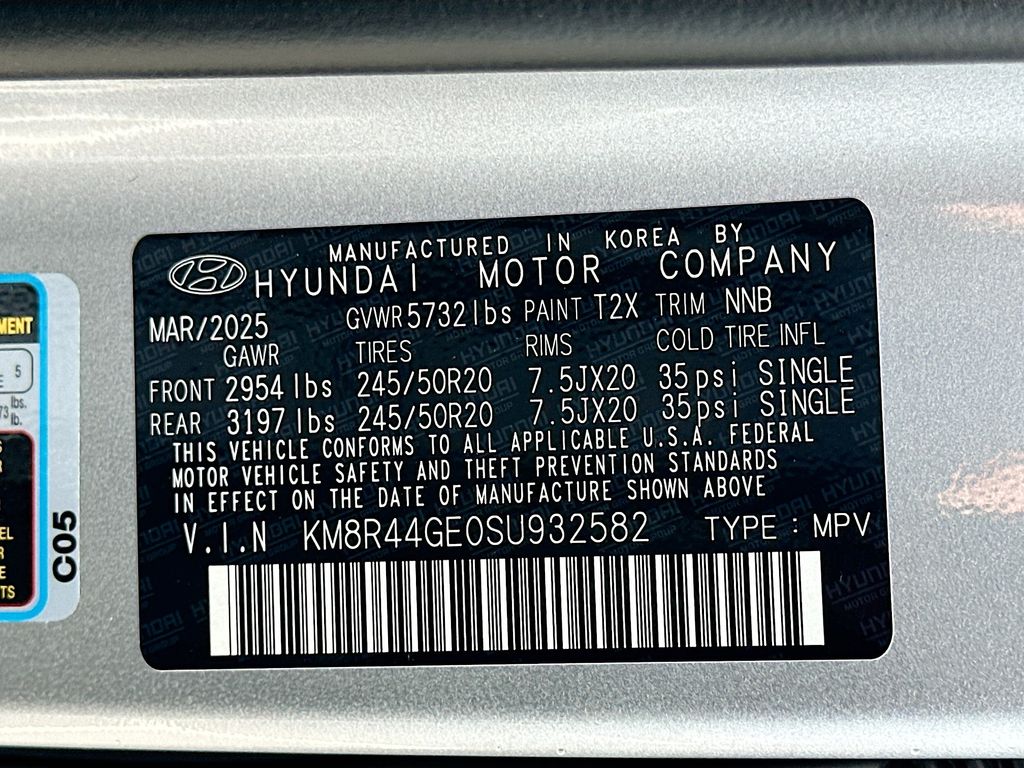 MANUFACTURED IN KOREA BY
HYUNDAI MOTOR COMPANY
MAR/2025 GVWR 5732lbs PAINT T2X TRIM NNB
GAWR TIRES RIMS COLD TIRE INFL
FRONT 2954 lbs 245/50R20 7.5JX20 35psi SINGLE
REAR 3197 lbs 245/50R20 7.5JX20 35psi SINGLE
THIS VEHICLE CONFORMS TO ALL APPLICABLE U.S.A. FEDERAL
MOTOR VEHICLE SAFETY AND THEFT PREVENTION STANDARDS
IN EFFECT ON THE DATE OF MANUFACTURE SHOWN ABOVE
V.I.N KM8R44GE0SU932582 TYPE : MPV
5
lbs.
lb.
C05